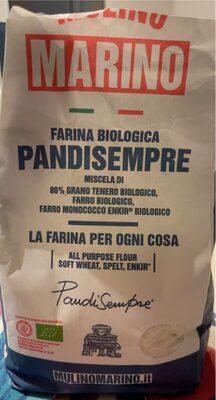 MULINO
MARINO
FARINA BIOLOGICA
PANDISEMPRE
MISCELA DI
80% GRANO TENERO BIOLOGICO,
FARRO BIOLOGICO,
FARRO MONOCOCCO ENKIR® BIOLOGICO
LA FARINA PER OGNI COSA
ALL PURPOSE FLOUR
SOFT WHEAT, SPELT, ENKIR®
PandiSempre®
MULINOMARINO.it